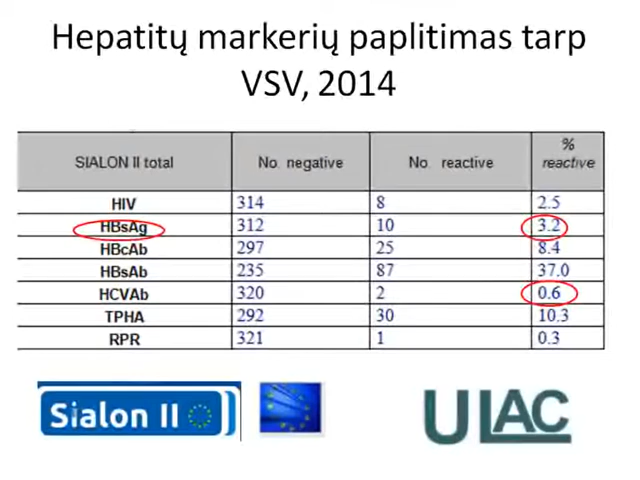 Hepatitų markerių paplitimas tarp
VSV, 2014
SIALON II total No. negative No. reactive % reactive
HIV 314 8 2.5
HBsAg 312 10 3.2
HBcAb 297 25 8.4
HBsAb 235 87 37.0
HCVAb 320 2 0.6
TPHA 292 30 10.3
RPR 321 1 0.3
Sialon II ULAC